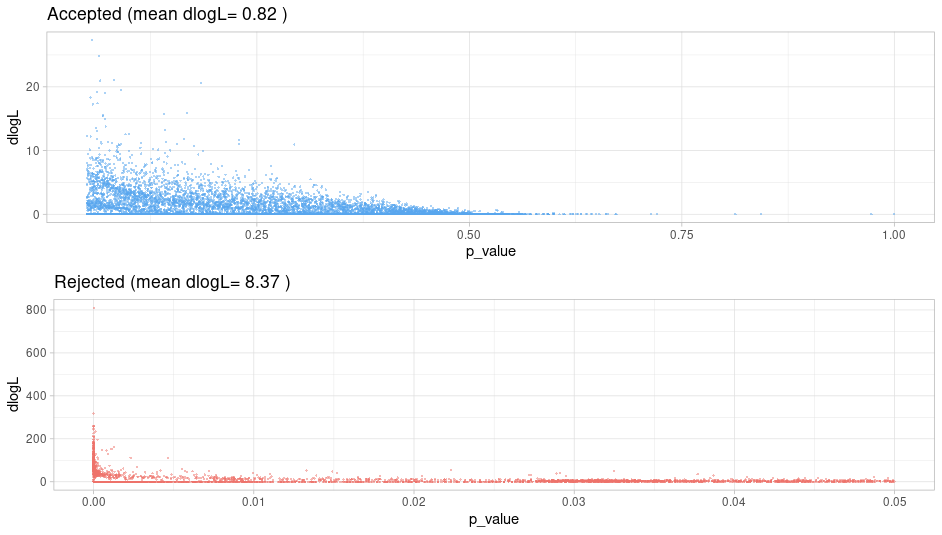 Accepted (mean dlogL= 0.82 )
20
10
0
dlogL
0.25 0.50 0.75 1.00
p_value
Rejected (mean dlogL= 8.37 )
800
600
400
200
0
dlogL
0.00 0.01 0.02 0.03 0.04 0.05
p_value